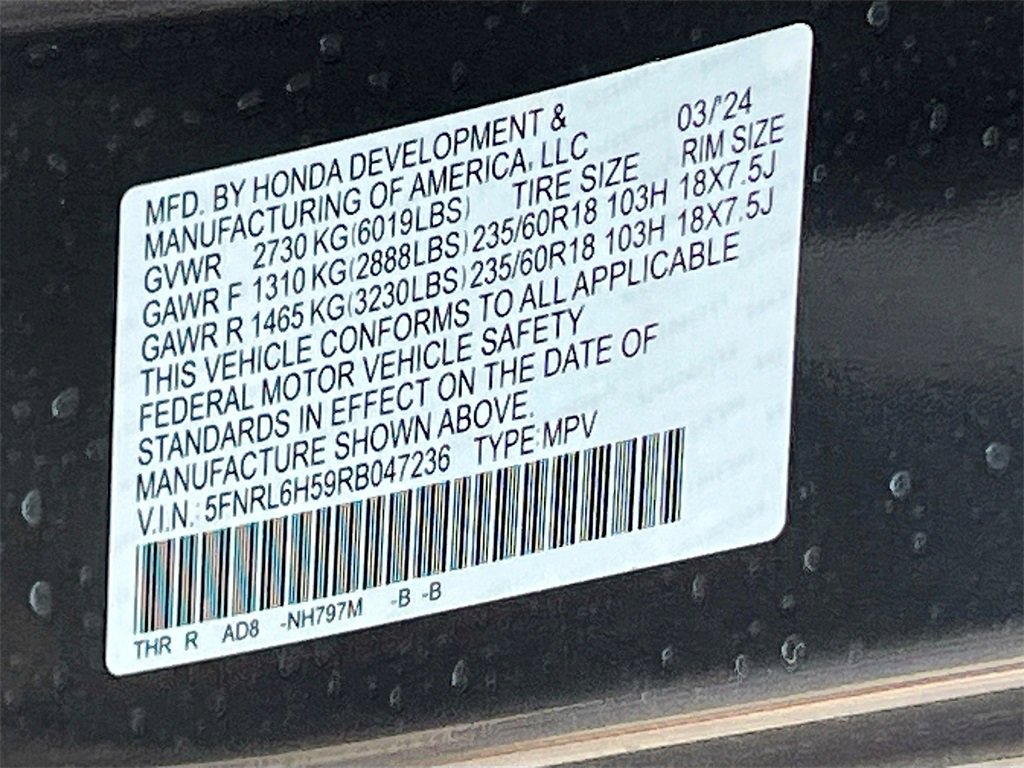 MFD. BY HONDA DEVELOPMENT & 03/'24
MANUFACTURING OF AMERICA, LLC RIM SIZE
GVWR 2730 KG(6019LBS) TIRE SIZE
GAWR F 1310 KG(2888LBS) 235/60R18 103H 18X7.5J
GAWR R 1465 KG(3230LBS) 235/60R18 103H 18X7.5J
THIS VEHICLE CONFORMS TO ALL APPLICABLE
FEDERAL MOTOR VEHICLE SAFETY
STANDARDS IN EFFECT ON THE DATE OF
MANUFACTURE SHOWN ABOVE.
V.I.N.: 5FNRL6H59RB047236 TYPE:MPV
THR R AD8 -NH797M -B -B